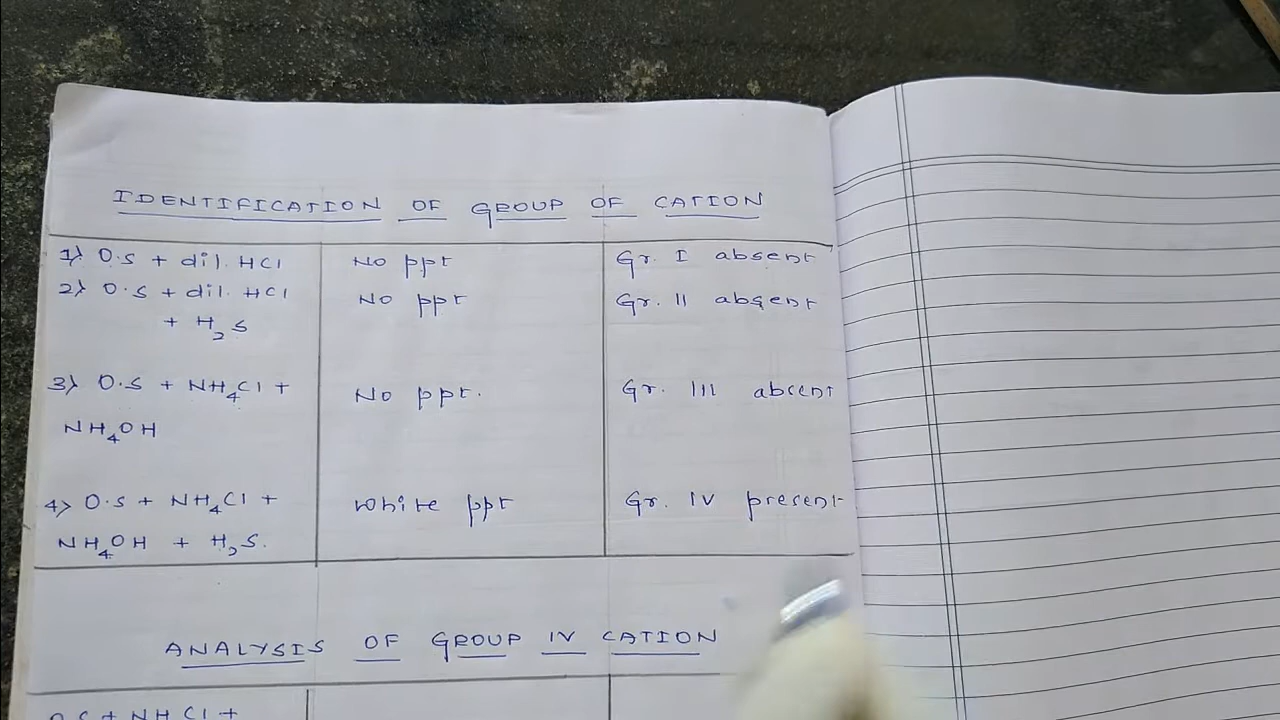 IDENTIFICATION OF GROUP OF CATION
1) O.S + dil. HCl No ppt Gr. I absent
2) O.S + dil. HCl No ppt Gr. II absent
+ H₂S
3) O.S + NH₄Cl + No ppt. Gr. III absent
NH₄OH
4) O.S + NH₄Cl + White ppt Gr. IV present
NH₄OH + H₂S.
ANALYSIS OF GROUP IV CATION
O.S + NH Cl +